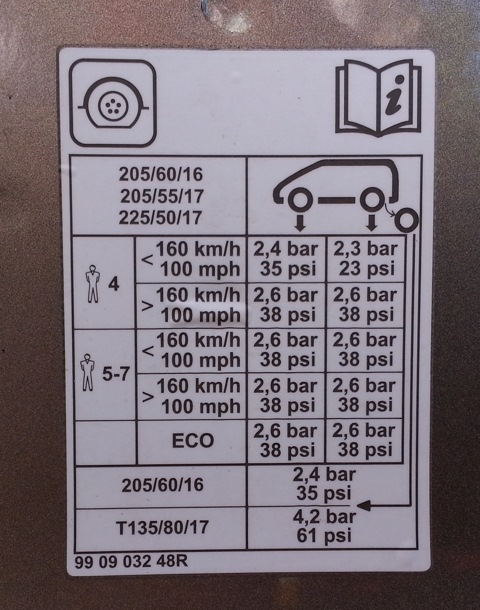 205/60/16
205/55/17
225/50/17
4
< 160 km/h 100 mph
2,4 bar 35 psi
2,3 bar 23 psi
> 160 km/h 100 mph
2,6 bar 38 psi
2,6 bar 38 psi
5-7
< 160 km/h 100 mph
2,6 bar 38 psi
2,6 bar 38 psi
> 160 km/h 100 mph
2,6 bar 38 psi
2,6 bar 38 psi
ECO
2,6 bar 38 psi
2,6 bar 38 psi
205/60/16
2,4 bar 35 psi
T135/80/17
4,2 bar 61 psi
99 09 032 48R